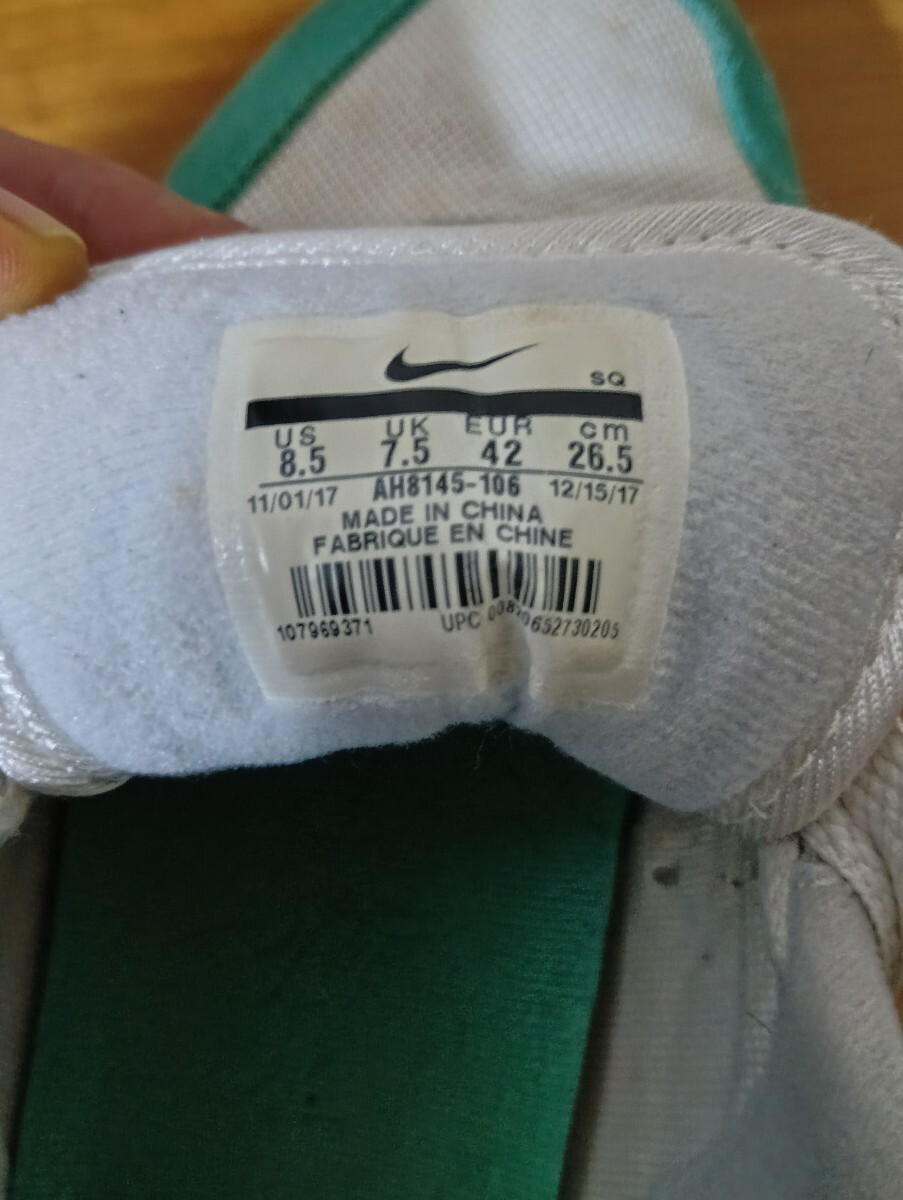 SQ
US UK EUR cm
8.5 7.5 42 26.5
11/01/17 AH8145-106 12/15/17
MADE IN CHINA
FABRIQUE EN CHINE
107969371 UPC